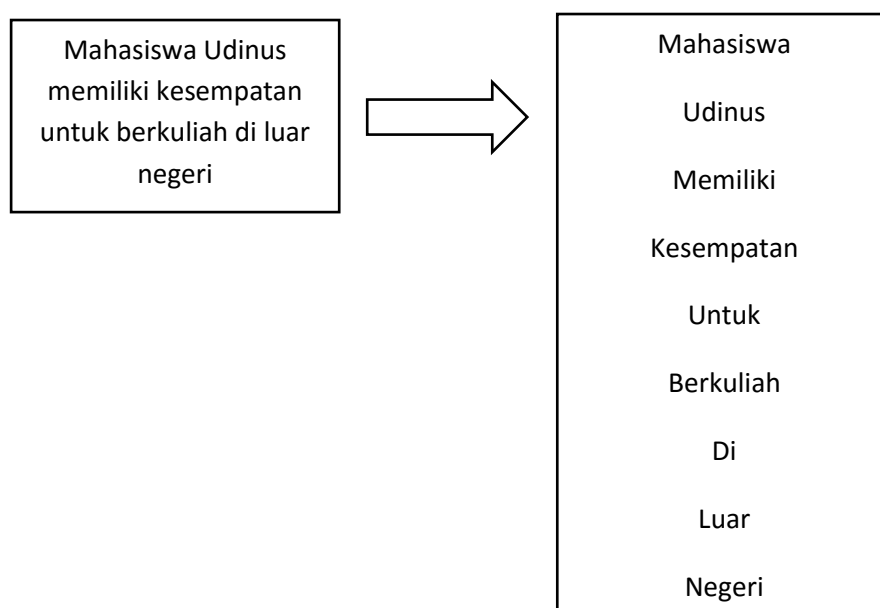 Mahasiswa Udinus
memiliki kesempatan
untuk berkuliah di luar
negeri
Mahasiswa
Udinus
Memiliki
Kesempatan
Untuk
Berkuliah
Di
Luar
Negeri